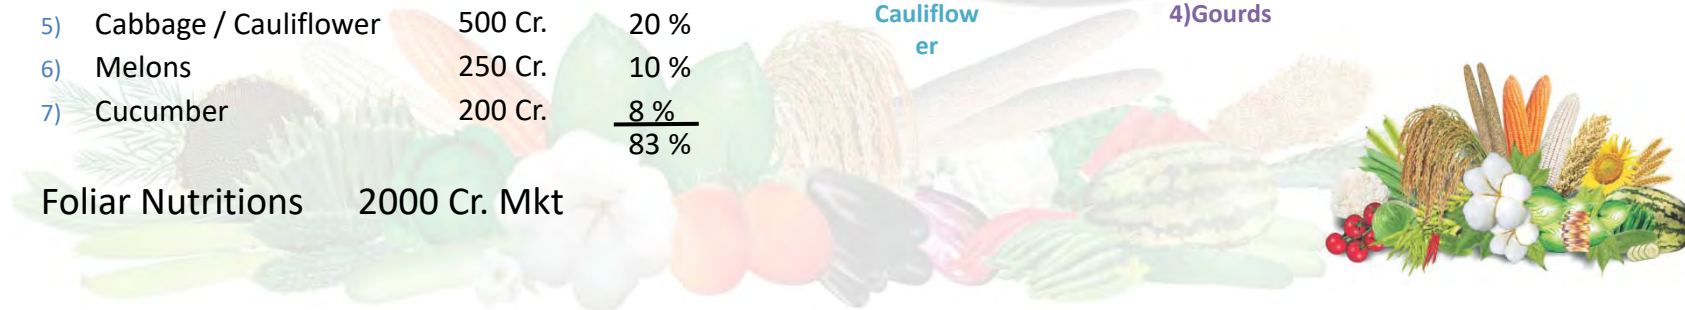 5) Cabbage / Cauliflower 500 Cr. 20 %
6) Melons 250 Cr. 10 %
7) Cucumber 200 Cr. 8 %
83 %
Foliar Nutritions 2000 Cr. Mkt
Cauliflow
er
4)Gourds